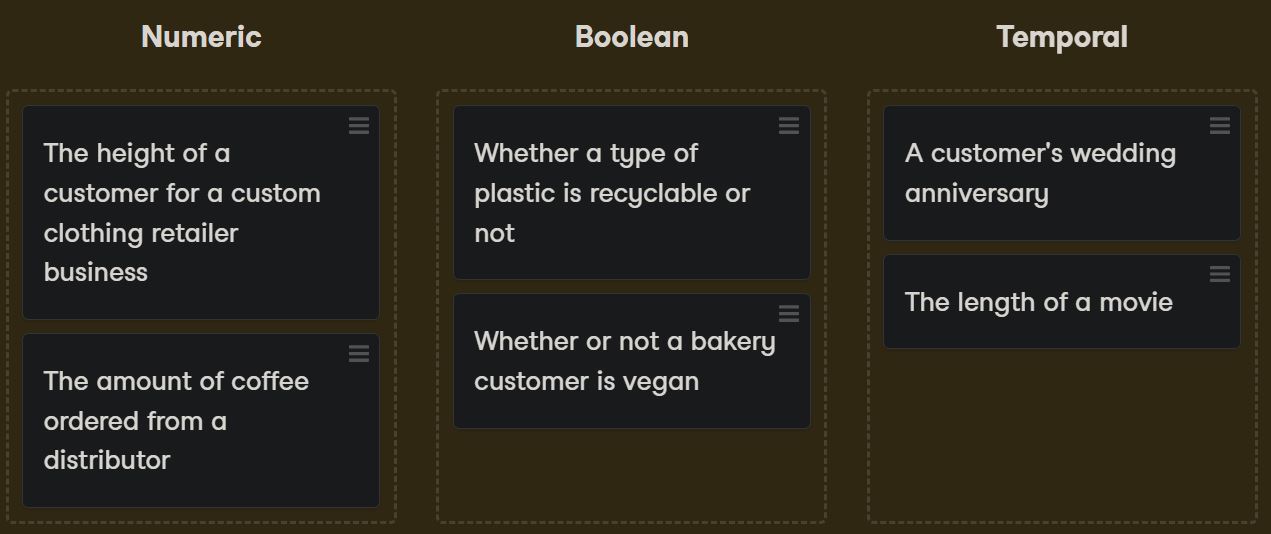 Numeric
The height of a
customer for a custom
clothing retailer
business
The amount of coffee
ordered from a
distributor
Boolean
Whether a type of
plastic is recyclable or
not
Whether or not a bakery
customer is vegan
Temporal
A customer's wedding
anniversary
The length of a movie